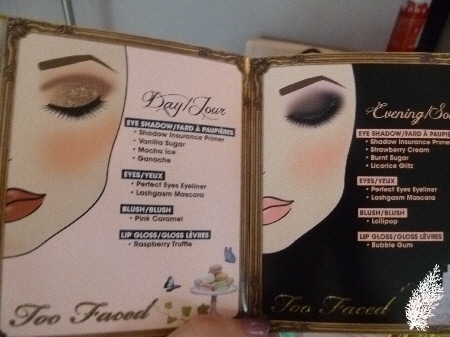 Day/Jour
EYE SHADOW/FARD À PAUPIÈRES
• Shadow Insurance Primer
• Vanilla Sugar
• Mocha Ice
• Ganache
EYES/YEUX
• Perfect Eyes Eyeliner
• Lashgasm Mascara
BLUSH/BLUSH
• Pink Caramel
LIP GLOSS/GLOSS LÈVRES
• Raspberry Truffle
Too Faced
Evening/So
EYE SHADOW/FARD À PAUPIÈRES
• Shadow Insurance Primer
• Strawberry Cream
• Burnt Sugar
• Licorice Glitz
EYES/YEUX
• Perfect Eyes Eyeliner
• Lashgasm Mascara
BLUSH/BLUSH
• Lollipop
LIP GLOSS/GLOSS LÈVRES
• Bubble Gum
Too Faced